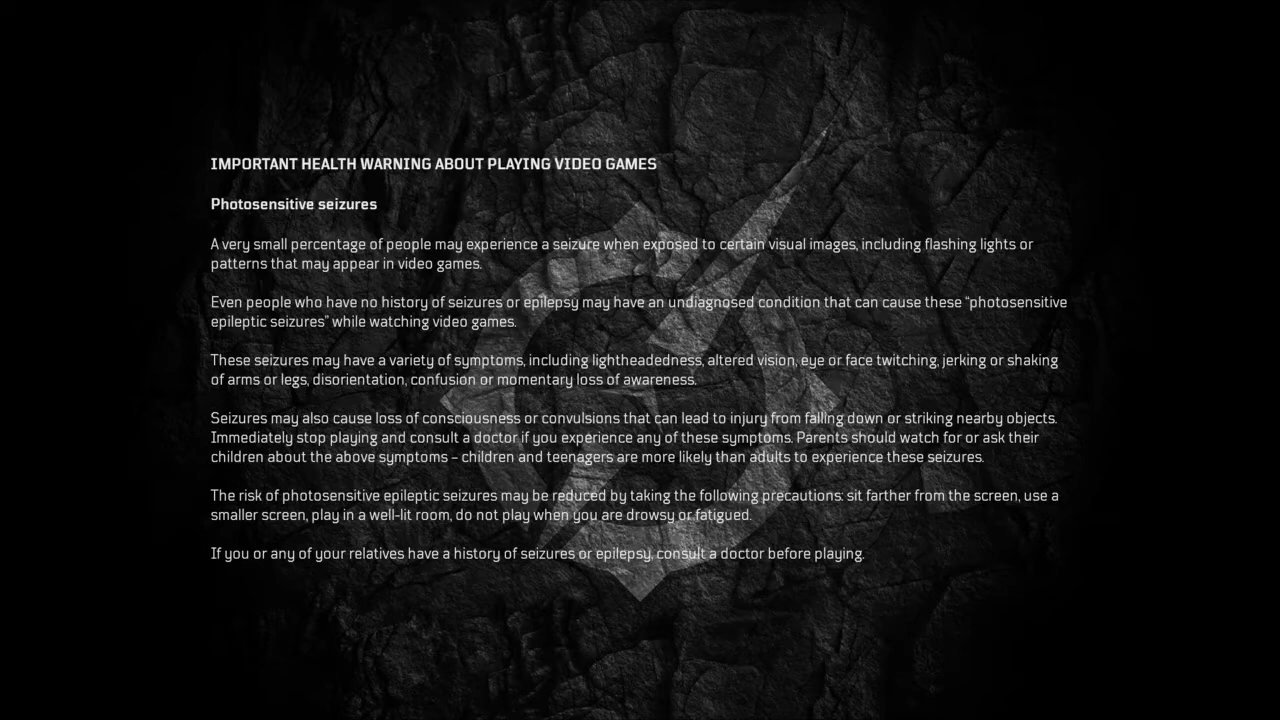 IMPORTANT HEALTH WARNING ABOUT PLAYING VIDEO GAMES
Photosensitive seizures
A very small percentage of people may experience a seizure when exposed to certain visual images, including flashing lights or
patterns that may appear in video games.
Even people who have no history of seizures or epilepsy may have an undiagnosed condition that can cause these “photosensitive
epileptic seizures” while watching video games.
These seizures may have a variety of symptoms, including lightheadedness, altered vision, eye or face twitching, jerking or shaking
of arms or legs, disorientation, confusion or momentary loss of awareness.
Seizures may also cause loss of consciousness or convulsions that can lead to injury from falling down or striking nearby objects.
Immediately stop playing and consult a doctor if you experience any of these symptoms. Parents should watch for or ask their
children about the above symptoms – children and teenagers are more likely than adults to experience these seizures.
The risk of photosensitive epileptic seizures may be reduced by taking the following precautions: sit farther from the screen, use a
smaller screen, play in a well-lit room, do not play when you are drowsy or fatigued.
If you or any of your relatives have a history of seizures or epilepsy, consult a doctor before playing.